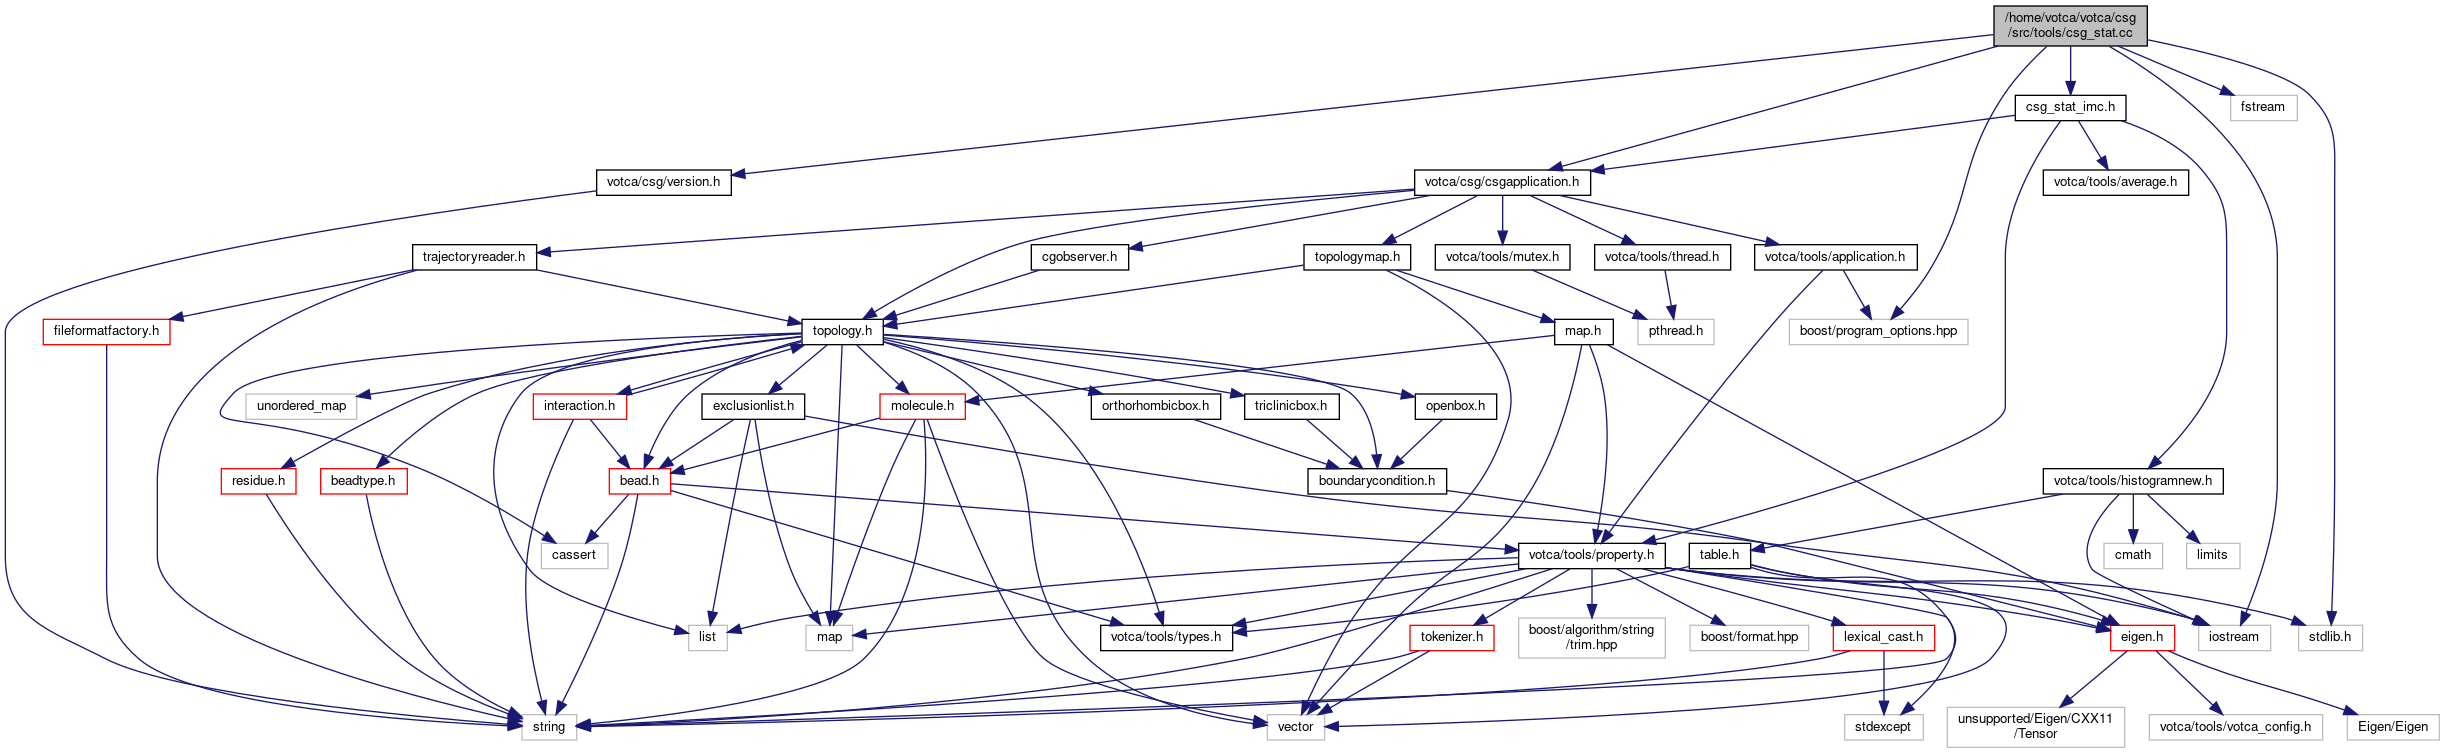 /home/votca/votca/csg
/src/tools/csg_stat.cc
csg_stat_imc.h
fstream
votca/csg/version.h
votca/csg/csgapplication.h
votca/tools/average.h
trajectoryreader.h
cgobserver.h
topologymap.h
votca/tools/mutex.h
votca/tools/thread.h
votca/tools/application.h
fileformatfactory.h
topology.h
map.h
pthread.h
boost/program_options.hpp
unordered_map
interaction.h
exclusionlist.h
molecule.h
orthorhombicbox.h
triclinicbox.h
openbox.h
residue.h
beadtype.h
bead.h
boundarycondition.h
votca/tools/histogramnew.h
cassert
votca/tools/property.h
table.h
cmath
limits
list
map
votca/tools/types.h
tokenizer.h
boost/algorithm/string
/trim.hpp
boost/format.hpp
lexical_cast.h
eigen.h
iostream
stdlib.h
string
vector
stdexcept
unsupported/Eigen/CXX11
/Tensor
votca/tools/votca_config.h
Eigen/Eigen